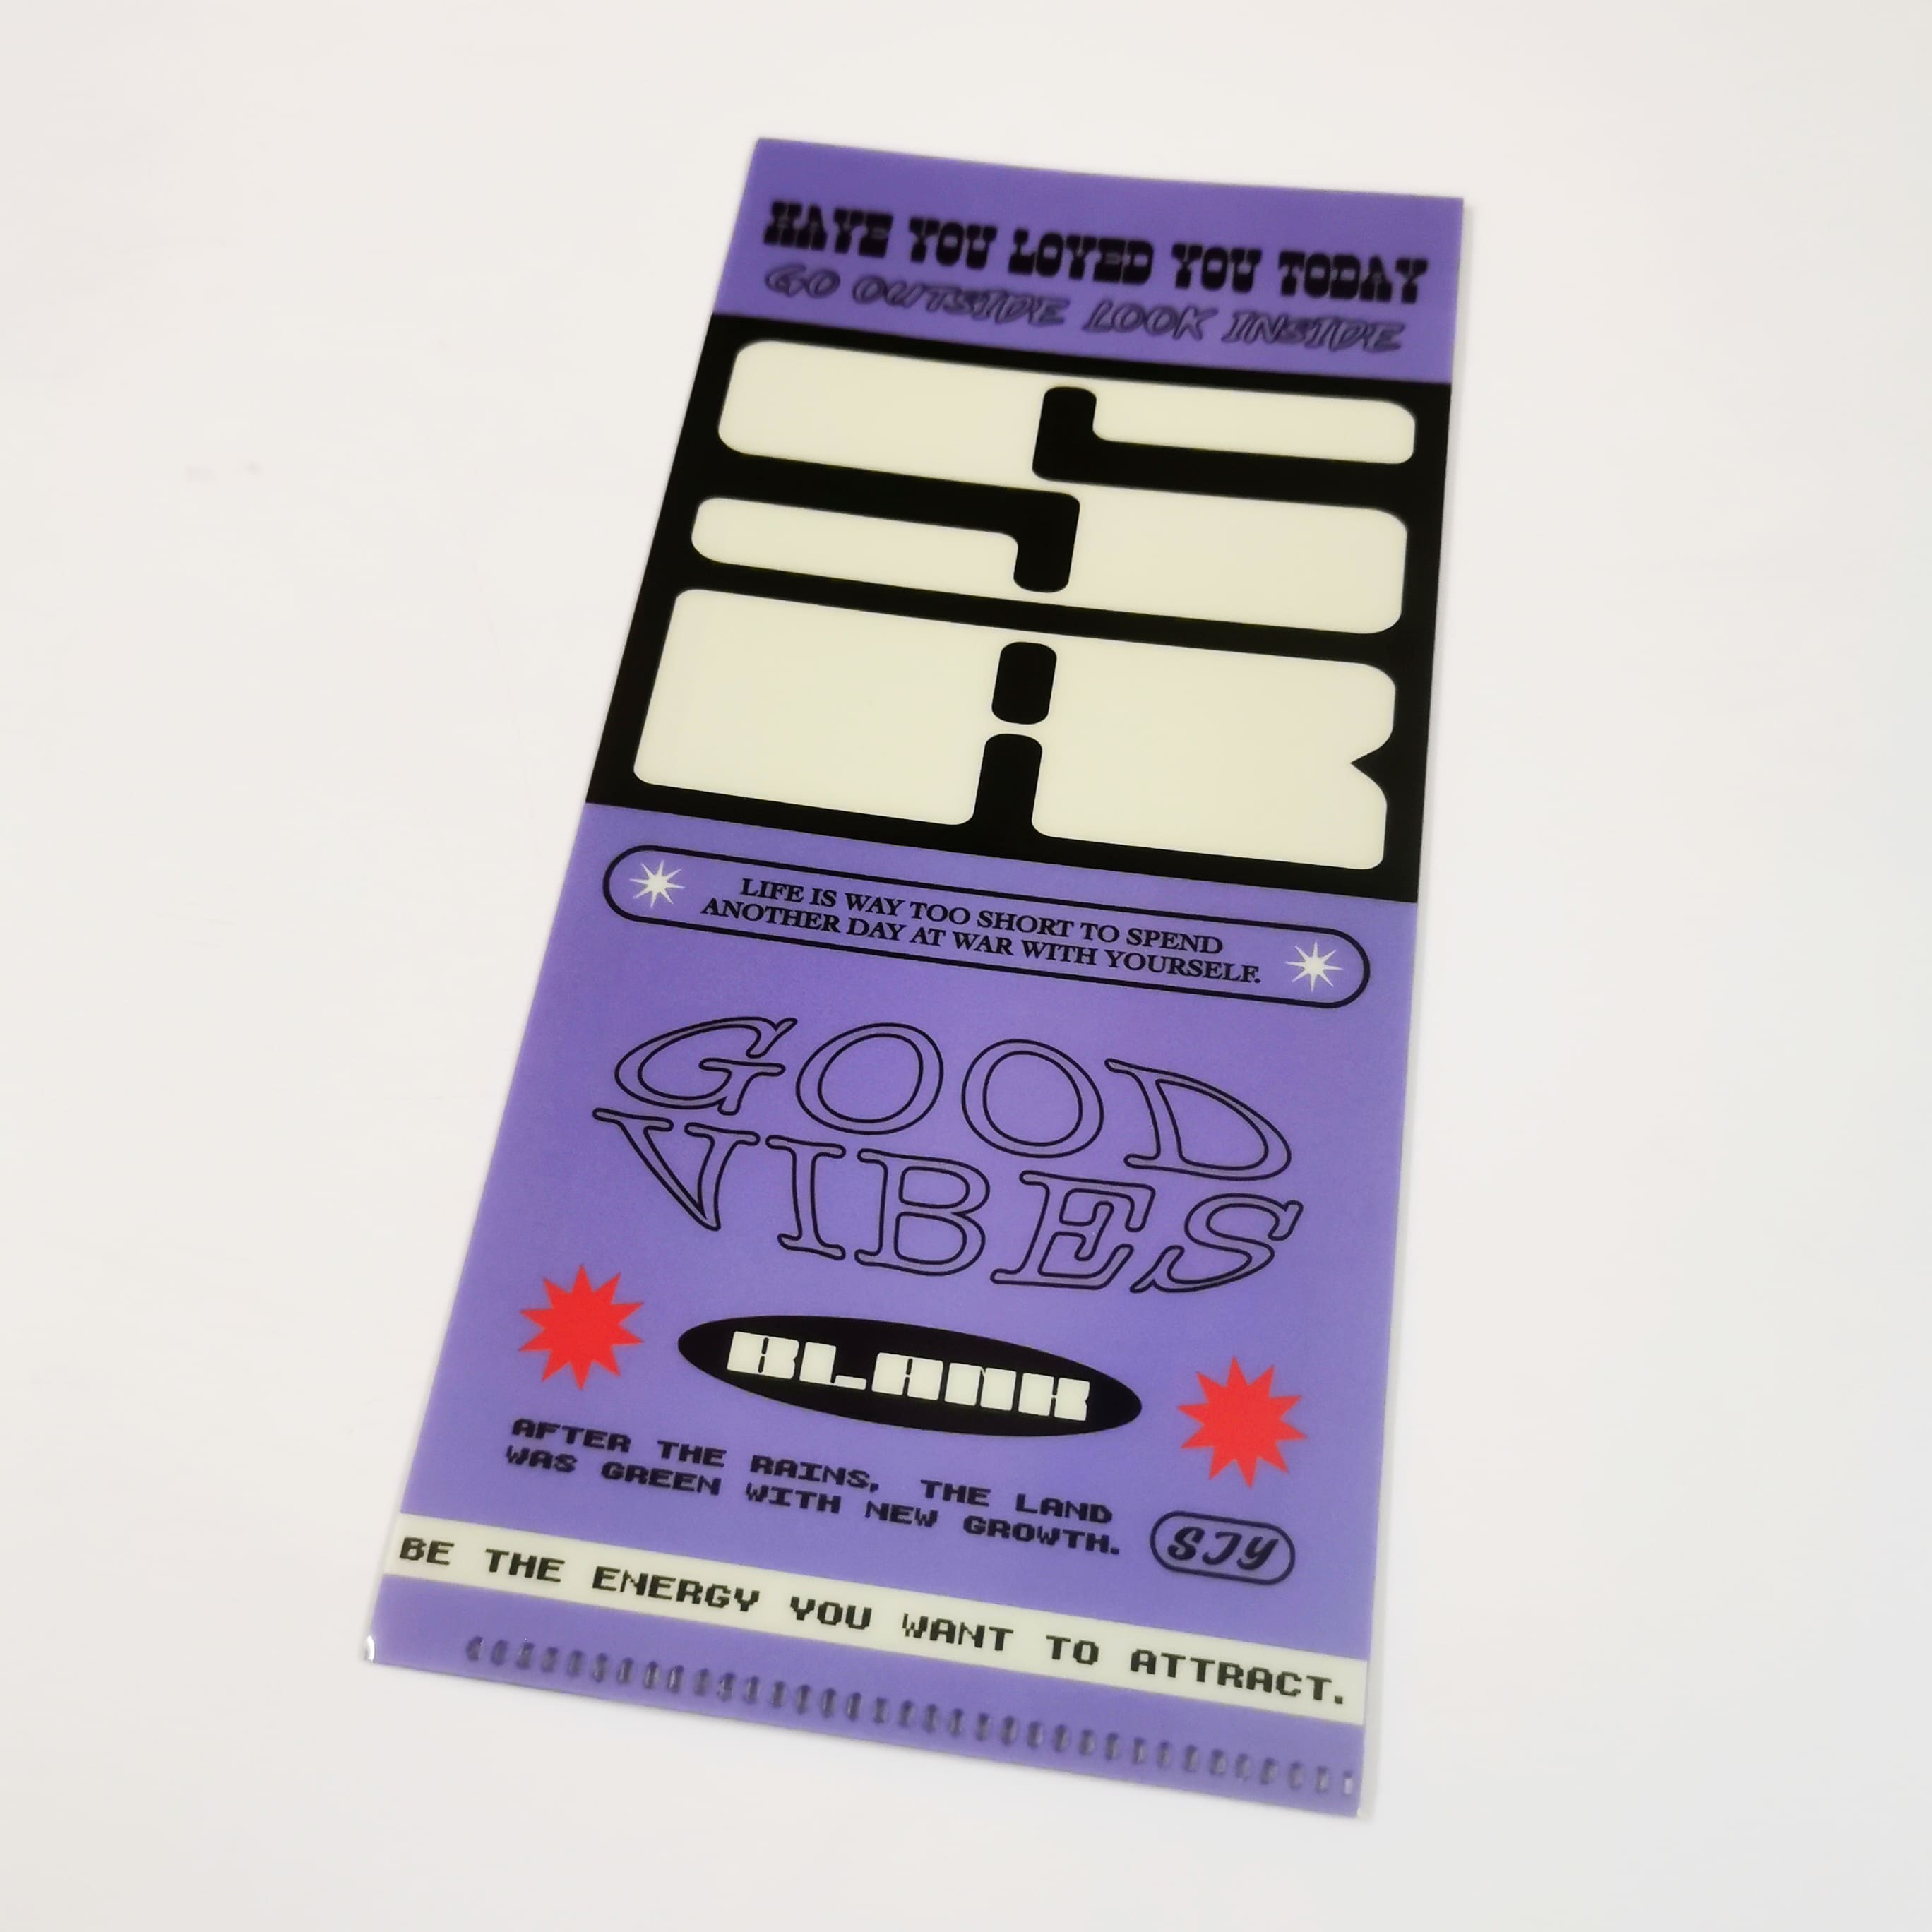 HAVE YOU LOVED YOU TODAY
GO OUTSIDE LOOK INSIDE
S
R
LIFE IS WAY TOO SHORT TO SPEND
ANOTHER DAY AT WAR WITH YOURSELF.
GOOD
VIBES
BLANK
AFTER THE RAINS, THE LAND
WAS GREEN WITH NEW GROWTH.
SJY
BE THE ENERGY YOU WANT TO ATTRACT.